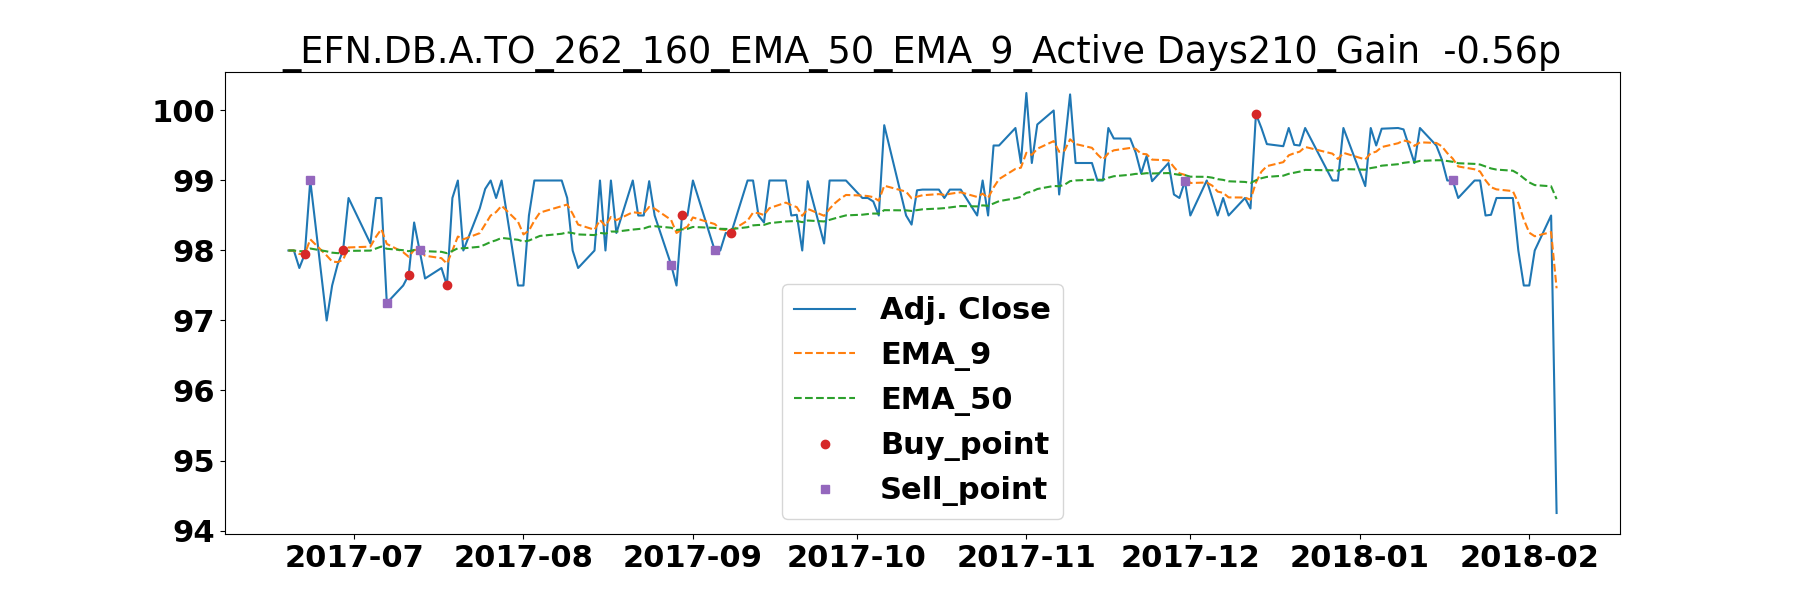 _EFN.DB.A.TO_262_160_EMA_50_EMA_9_Active Days210_Gain  -0.56p
100
99
98
97
96
95
94
Adj. Close
EMA_9
EMA_50
Buy_point
Sell_point
2017-07 2017-08 2017-09 2017-10 2017-11 2017-12 2018-01 2018-02